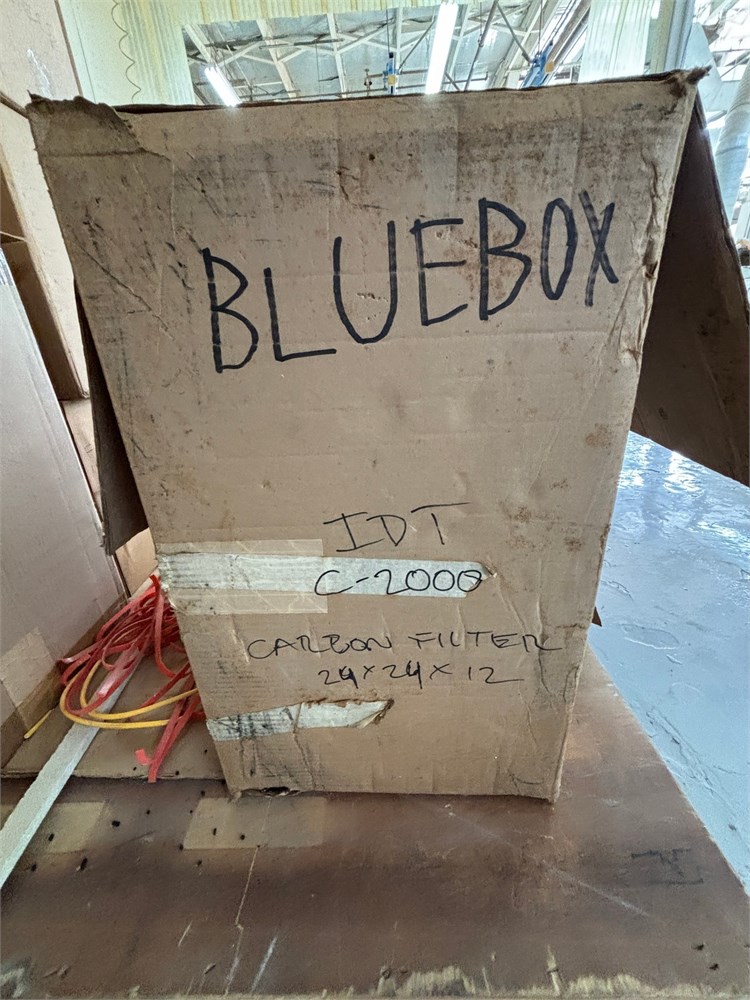 BLUEBOX
IDT
C-2000
CARBON FILTER
24x24x12